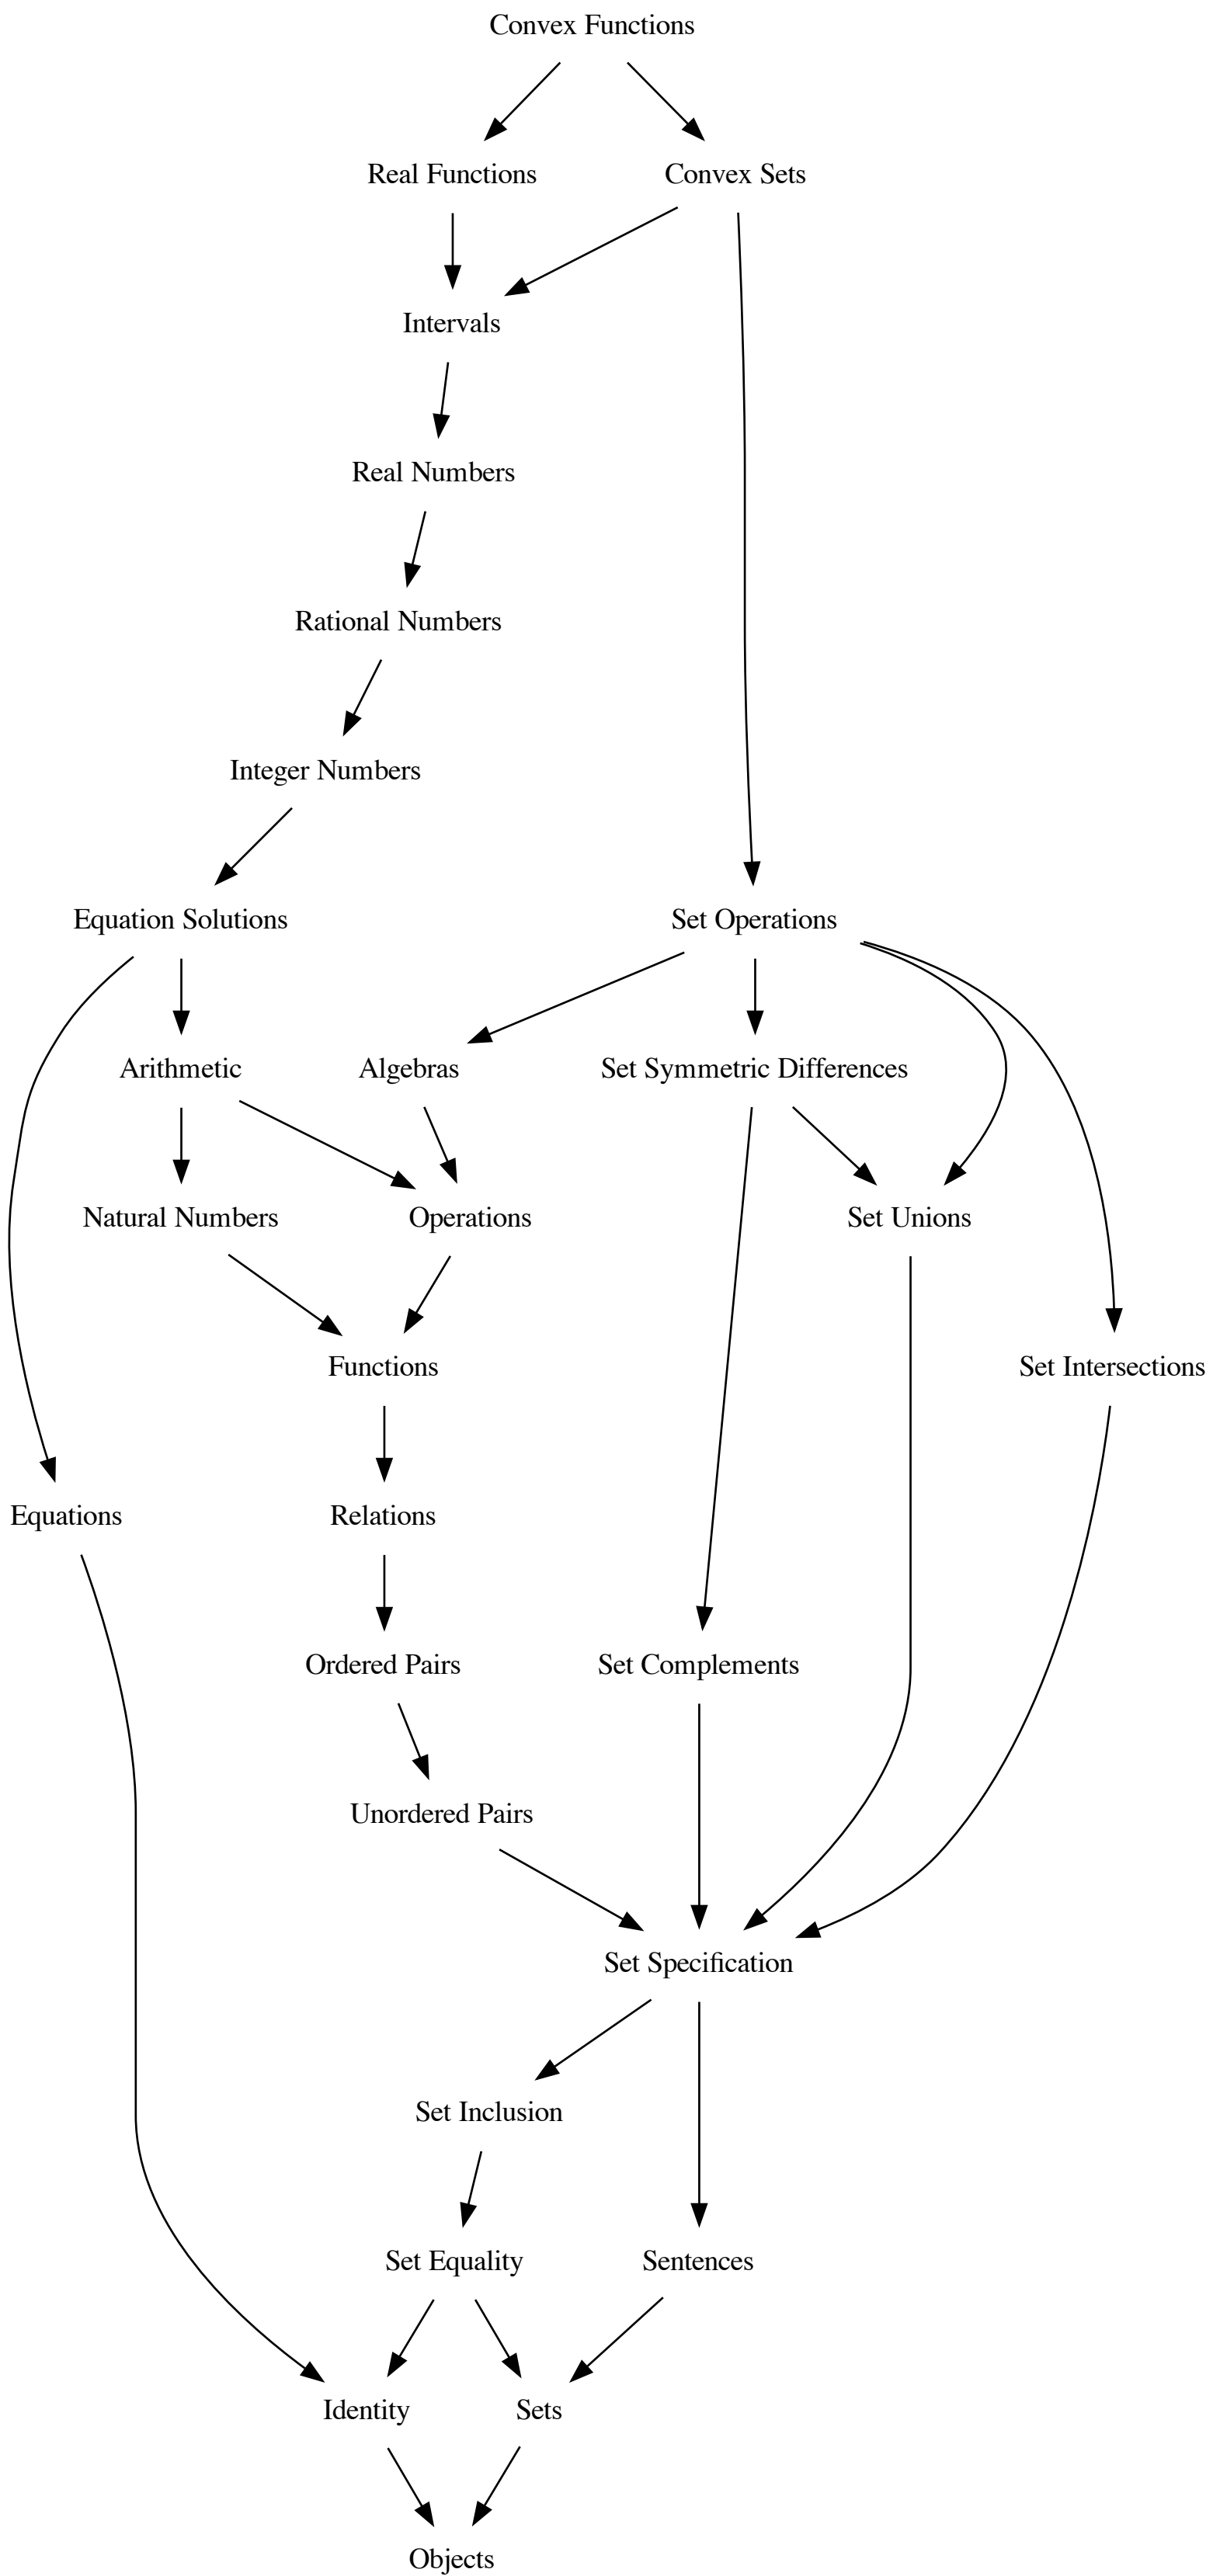 Convex Functions
Real Functions
Convex Sets
Intervals
Real Numbers
Rational Numbers
Integer Numbers
Equation Solutions
Set Operations
Arithmetic
Algebras
Set Symmetric Differences
Natural Numbers
Operations
Set Unions
Functions
Set Intersections
Equations
Relations
Ordered Pairs
Set Complements
Unordered Pairs
Set Specification
Set Inclusion
Set Equality
Sentences
Identity
Sets
Objects